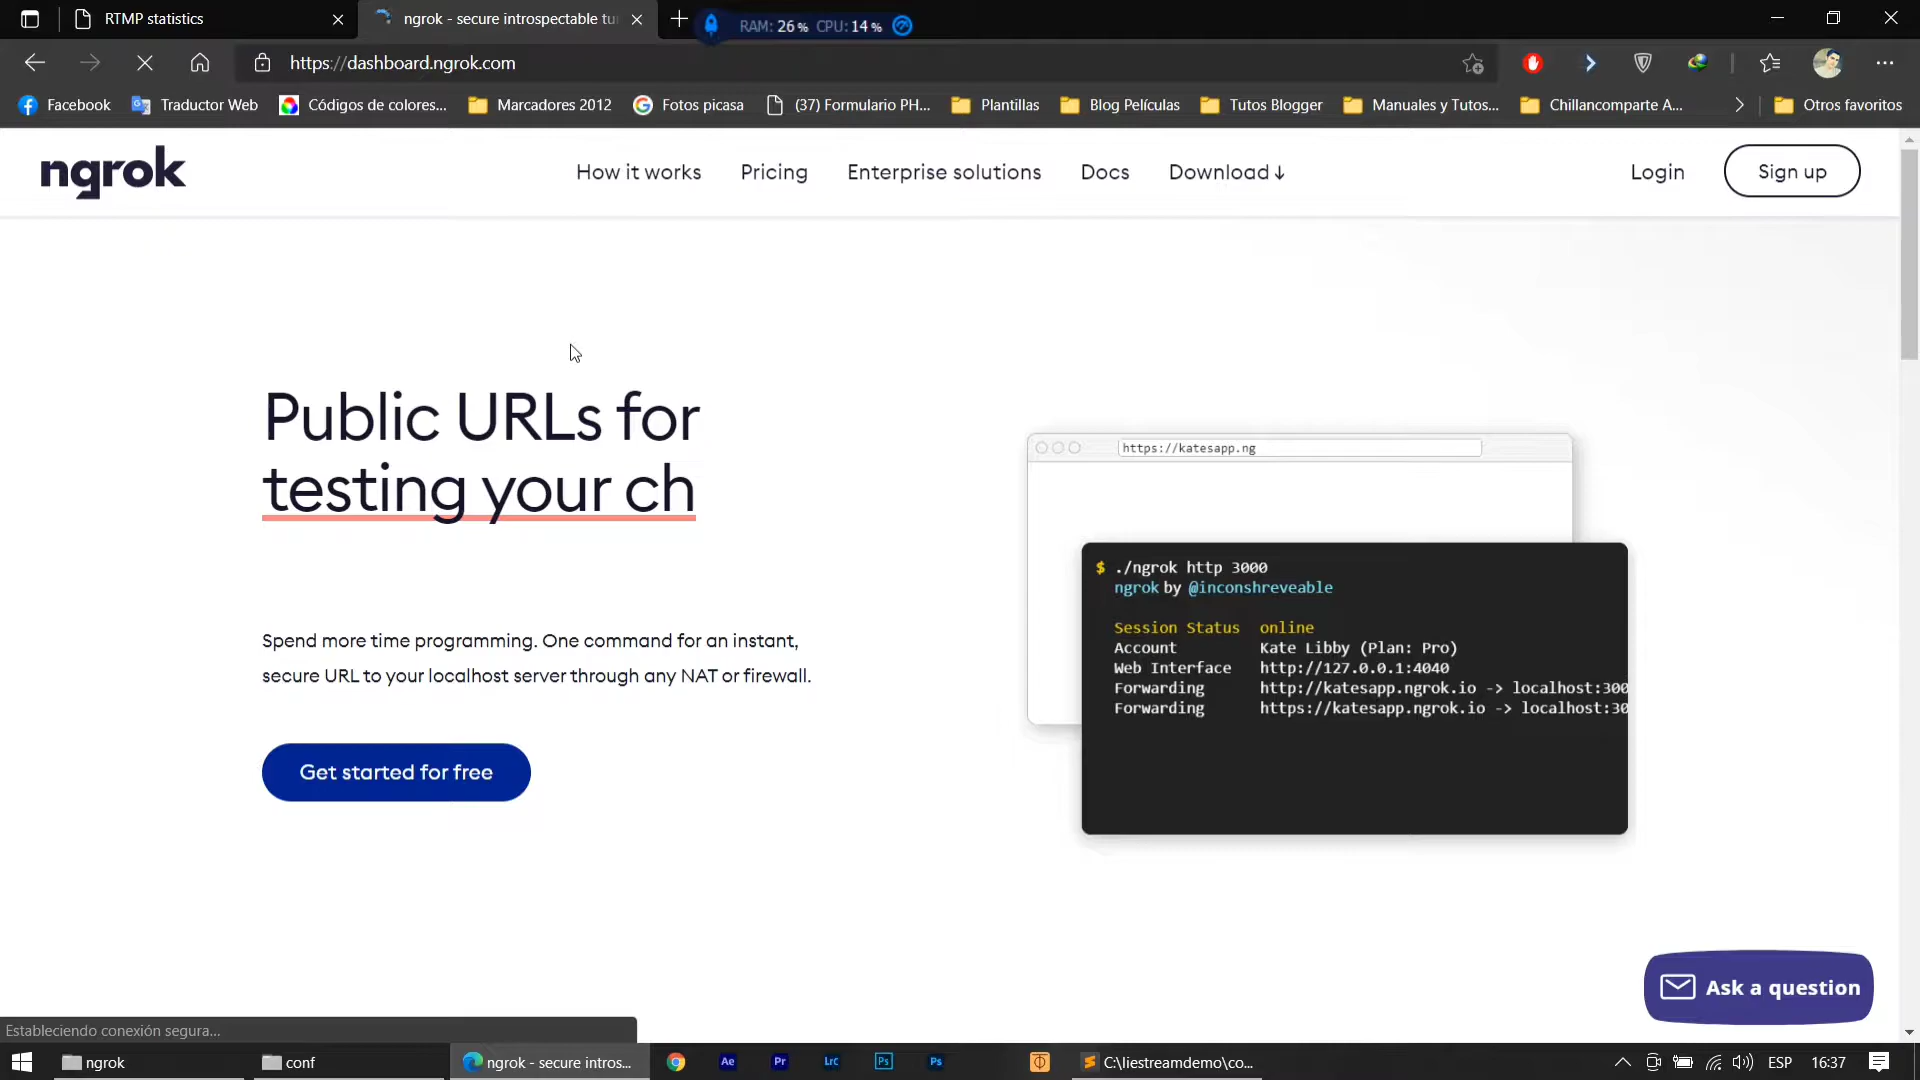 RTMP statistics
ngrok - secure introspectable tu
RAM: 26 % CPU: 14 %
https://dashboard.ngrok.com
Facebook
Traductor Web
Códigos de colores...
Marcadores 2012
Fotos picasa
(37) Formulario PH...
Plantillas
Blog Películas
Tutos Blogger
Manuales y Tutos...
Chillancomparte A...
Otros favoritos
ngrok
How it works
Pricing
Enterprise solutions
Docs
Download ↓
Login
Sign up
Public URLs for
testing your ch
Spend more time programming. One command for an instant,
secure URL to your localhost server through any NAT or firewall.
Get started for free
https://katesapp.ng
$ ./ngrok http 3000
ngrok by @inconshreveable
Session Status online
Account Kate Libby (Plan: Pro)
Web Interface http://127.0.0.1:4040
Forwarding http://katesapp.ngrok.io -> localhost:300
Forwarding https://katesapp.ngrok.io -> localhost:30
Ask a question
Estableciendo conexión segura...
ngrok
conf
ngrok - secure intros...
Ae
Pr
Lrc
Ps
Ps
C:\liestreamdemo\co...
ESP
16:37